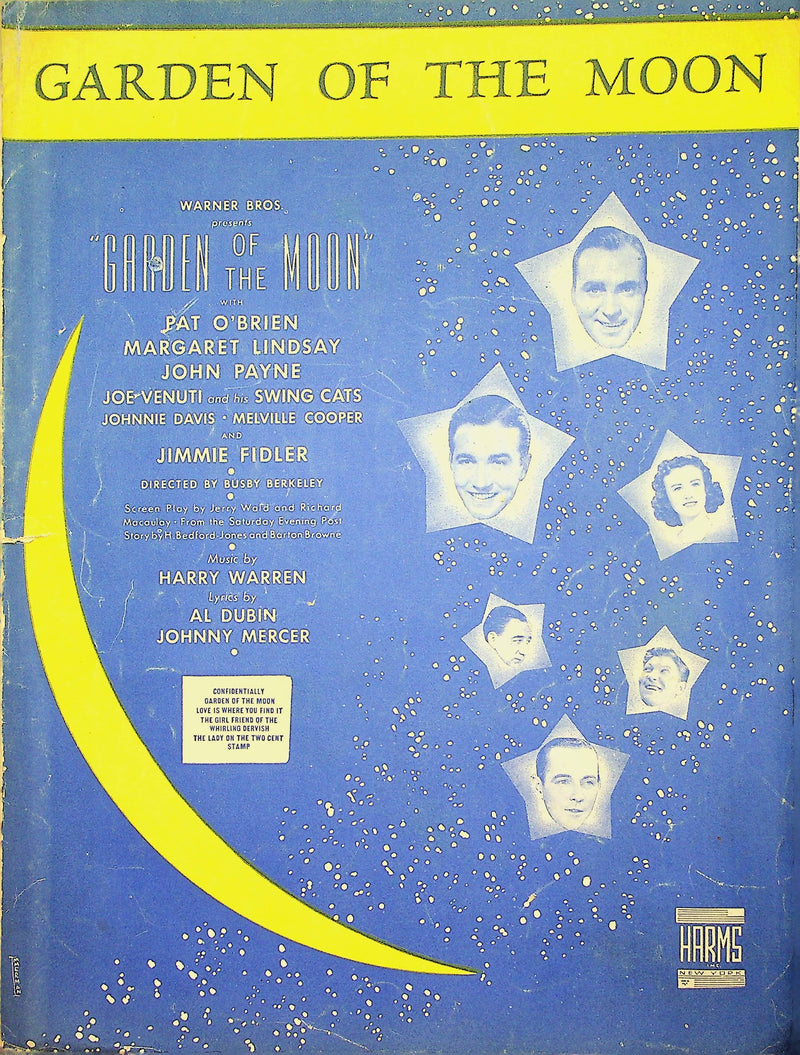 GARDEN OF THE MOON
WARNER BROS.
presents
"GARDEN OF THE MOON"
WITH
PAT O'BRIEN
MARGARET LINDSAY
JOHN PAYNE
JOE VENUTI and his SWING CATS
JOHNNIE DAVIS · MELVILLE COOPER
AND
JIMMIE FIDLER
DIRECTED BY BUSBY BERKELEY
Screen Play by Jerry Wald and Richard
Macaulay · From the Saturday Evening Post
Story by H. Bedford-Jones and Barton Browne
Music by
HARRY WARREN
Lyrics by
AL DUBIN
JOHNNY MERCER
CONFIDENTIALLY
GARDEN OF THE MOON
LOVE IS WHERE YOU FIND IT
THE GIRL FRIEND OF THE
WHIRLING DERVISH
THE LADY ON THE TWO CENT
STAMP
HARMS
INC.
NEW YORK